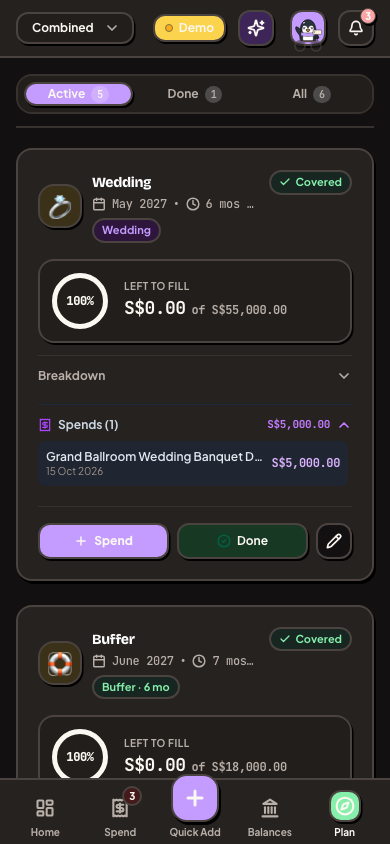 Combined
Demo
3
Active 5
Done 1
All 6
Wedding
Covered
May 2027 • 6 mos …
Wedding
100%
LEFT TO FILL
S$0.00 of S$55,000.00
Breakdown
Spends (1)
S$5,000.00
Grand Ballroom Wedding Banquet D…
S$5,000.00
15 Oct 2026
+ Spend
Done
Buffer
Covered
June 2027 • 7 mos…
Buffer · 6 mo
100%
LEFT TO FILL
S$0.00 of S$18,000.00
3
Home
Spend
Quick Add
Balances
Plan